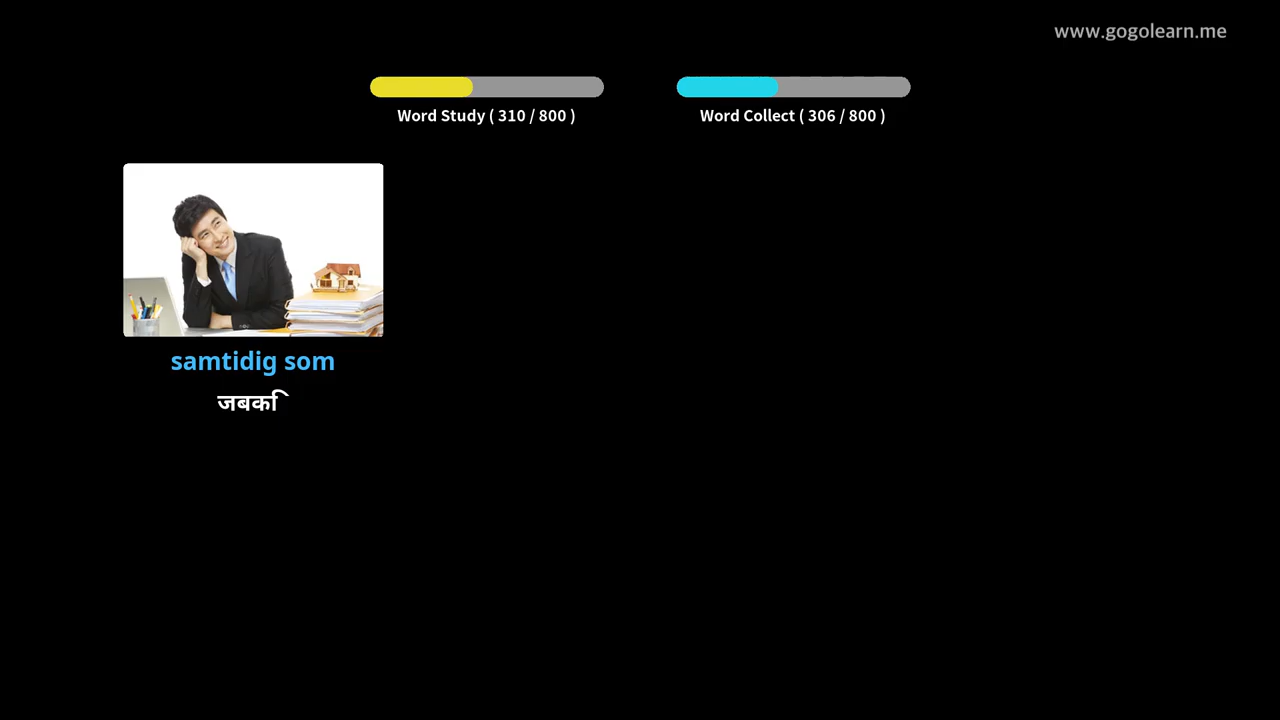 www.gogolearn.me
Word Study ( 310 / 800 )
Word Collect ( 306 / 800 )
samtidig som
जबकि